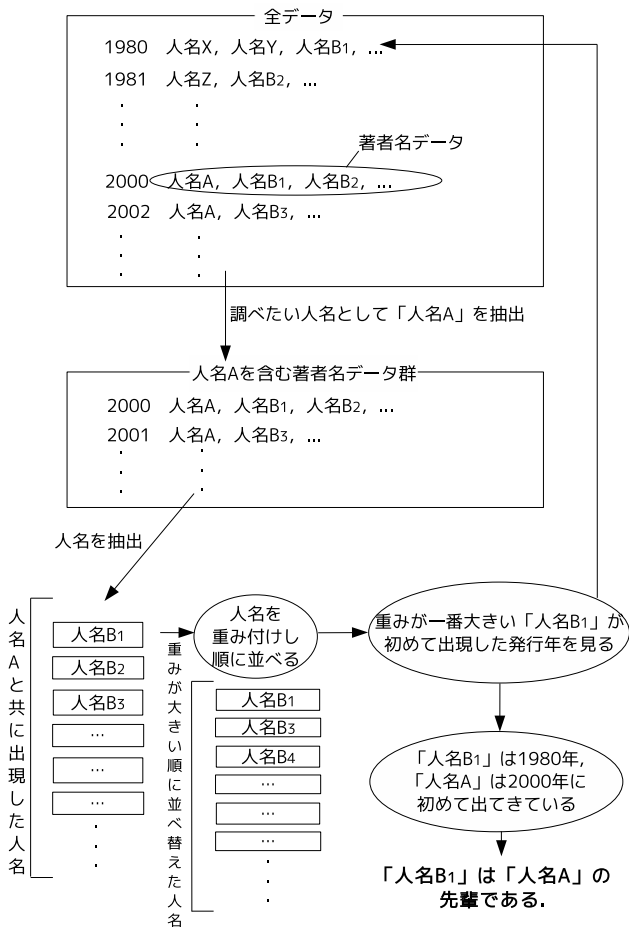 全データ
1980 人名X, 人名Y, 人名B1, ...
1981 人名Z, 人名B2, ...
著者名データ
2000 人名A, 人名B1, 人名B2, ...
2002 人名A, 人名B3, ...
調べたい人名として「人名A」を抽出
人名Aを含む著者名データ群
2000 人名A, 人名B1, 人名B2, ...
2001 人名A, 人名B3, ...
人名を抽出
人名Aと共に出現した人名
人名B1
人名B2
人名B3
...
...
...
人名を
重み付けし
順に並べる
重みが大きい順に並べ替えた人名
人名B1
人名B3
人名B4
...
...
...
重みが一番大きい「人名B1」が
初めて出現した発行年を見る
「人名B1」は1980年,
「人名A」は2000年に
初めて出てきている
「人名B1」は「人名A」の
先輩である.